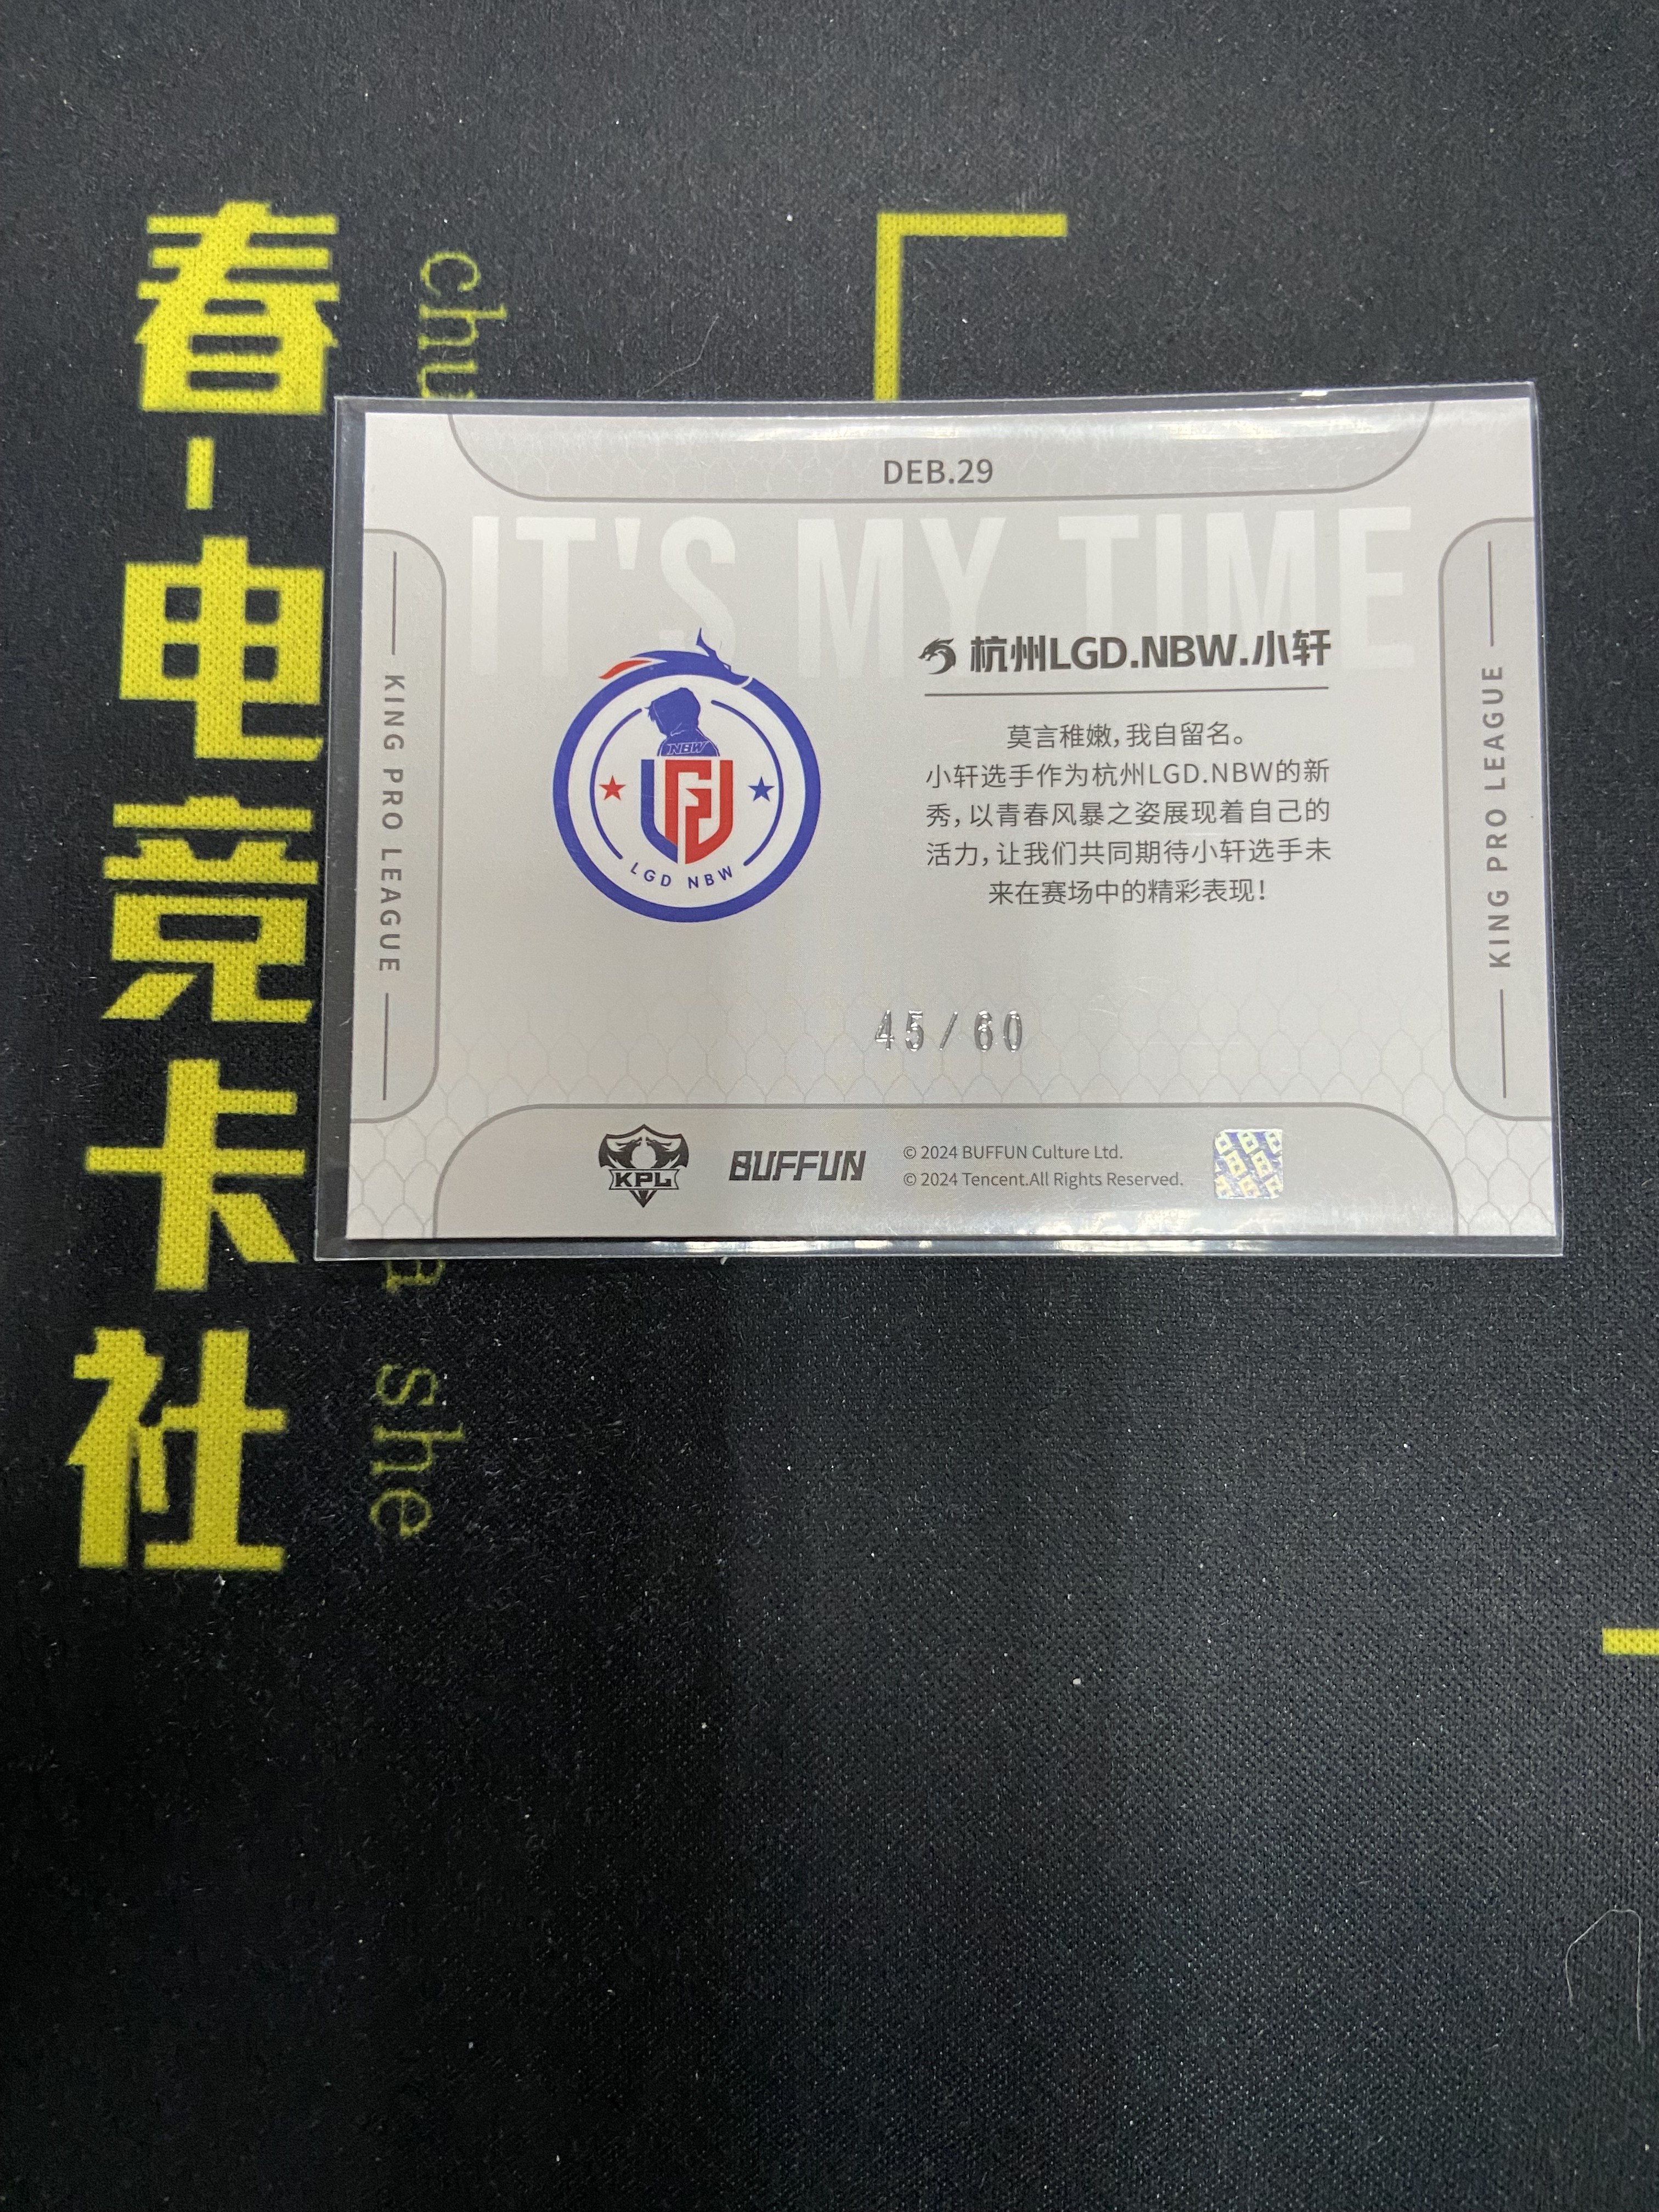 春-电竞卡社
chu
a she
DEB.29
IT'S MY TIME
KING PRO LEAGUE
杭州LGD.NBW.小轩
NBW
LGD NBW
莫言稚嫩，我自留名。
小轩选手作为杭州LGD.NBW的新
秀，以青春风暴之姿展现着自己的
活力，让我们共同期待小轩选手未
来在赛场中的精彩表现！
KING PRO LEAGUE
45/60
KPL
BUFFUN
© 2024 BUFFUN Culture Ltd.
© 2024 Tencent.All Rights Reserved.